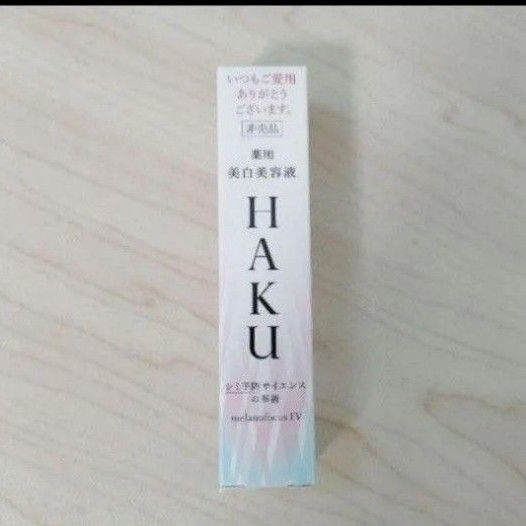 いつもご愛用
ありがとう
ございます。
非売品
薬用
美白美容液
HAKU
シミ予防サイエンス
の革新
melanofocus EV